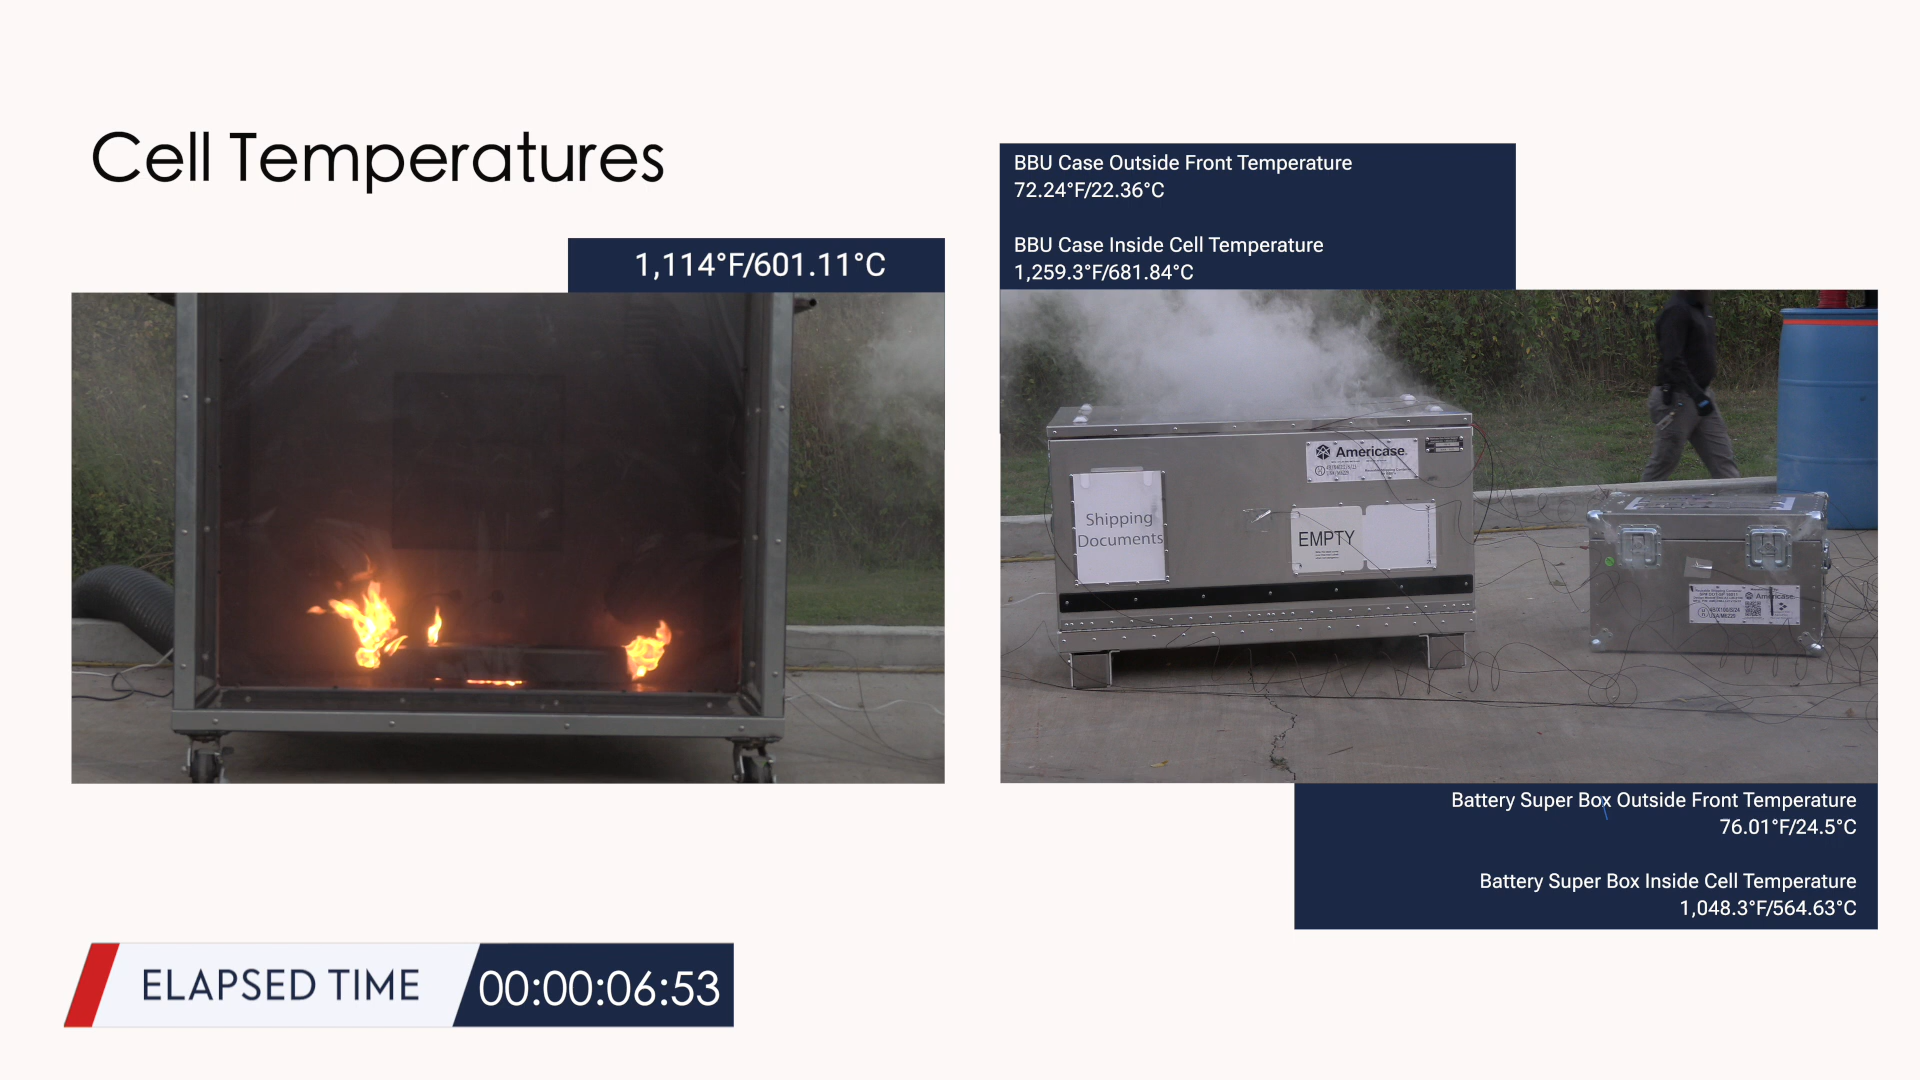 Cell Temperatures
1,114°F/601.11°C
BBU Case Outside Front Temperature
72.24°F/22.36°C
BBU Case Inside Cell Temperature
1,259.3°F/681.84°C
Americase.
Shipping
Documents
EMPTY
Americase.
Battery Super Box Outside Front Temperature
76.01°F/24.5°C
Battery Super Box Inside Cell Temperature
1,048.3°F/564.63°C
ELAPSED TIME
00:00:06:53